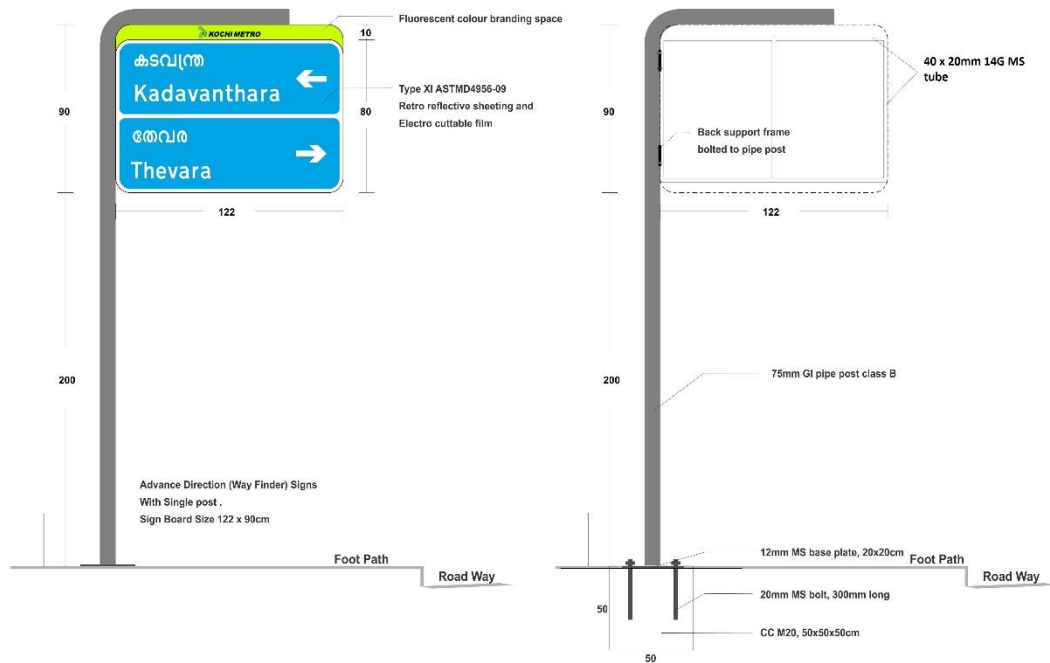 KOCHI METRO
കടവന്ത്ര
Kadavanthara
തേവര
Thevara
Fluorescent colour branding space
10
Type XI ASTMD4956-09
Retro reflective sheeting and
Electro cuttable film
90
80
122
200
Advance Direction (Way Finder) Signs
With Single post .
Sign Board Size 122 x 90cm
Foot Path
Road Way
40 x 20mm 14G MS
tube
90
Back support frame
bolted to pipe post
122
200
75mm GI pipe post class B
12mm MS base plate, 20x20cm
Foot Path
Road Way
20mm MS bolt, 300mm long
50
CC M20, 50x50x50cm
50